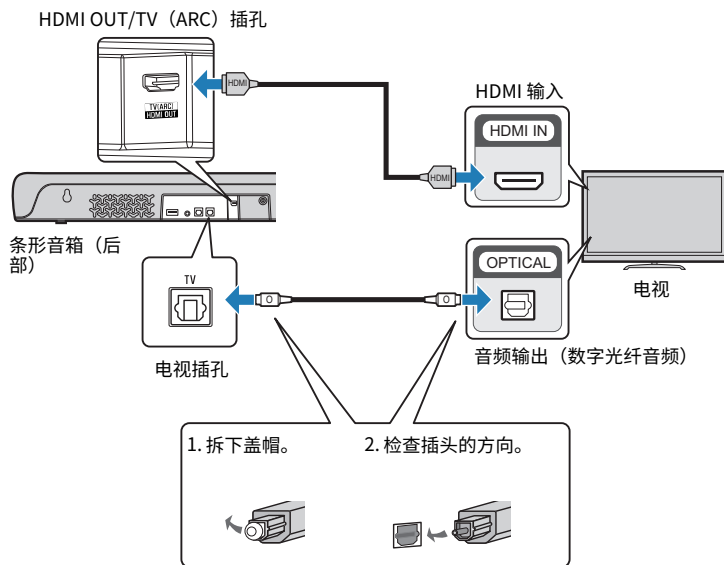 HDMI OUT/TV（ARC）插孔
TV(ARC)
HDMI OUT
HDMI
HDMI 输入
HDMI IN
HDMI
条形音箱（后
部）
TV
电视插孔
OPTICAL
电视
音频输出（数字光纤音频）
1. 拆下盖帽。
2. 检查插头的方向。